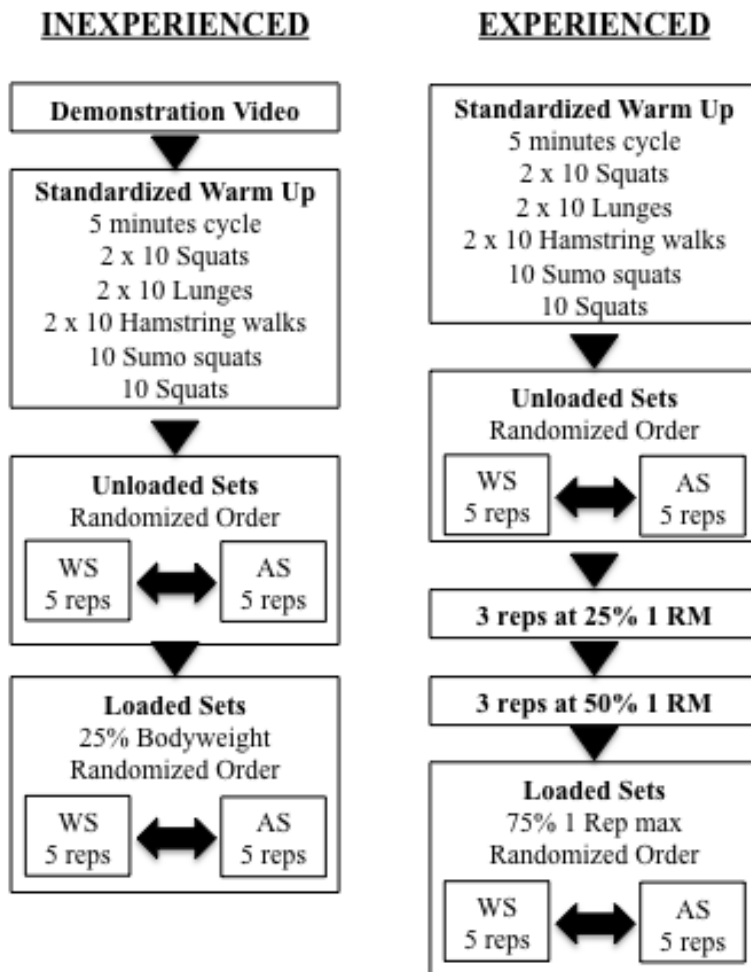 INEXPERIENCED
Demonstration Video
Standardized Warm Up
5 minutes cycle
2 x 10 Squats
2 x 10 Lunges
2 x 10 Hamstring walks
10 Sumo squats
10 Squats
Unloaded Sets
Randomized Order
WS
5 reps
AS
5 reps
Loaded Sets
25% Bodyweight
Randomized Order
WS
5 reps
AS
5 reps
EXPERIENCED
Standardized Warm Up
5 minutes cycle
2 x 10 Squats
2 x 10 Lunges
2 x 10 Hamstring walks
10 Sumo squats
10 Squats
Unloaded Sets
Randomized Order
WS
5 reps
AS
5 reps
3 reps at 25% 1 RM
3 reps at 50% 1 RM
Loaded Sets
75% 1 Rep max
Randomized Order
WS
5 reps
AS
5 reps